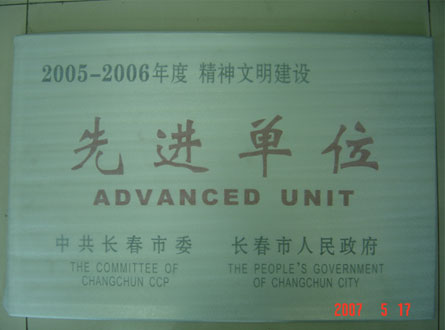 2005-2006年度 精神文明建设
先进单位
ADVANCED UNIT
中共长春市委 长春市人民政府
THE COMMITTEE OF THE PEOPLE'S GOVERNMENT
CHANGCHUN CCP OF CHANGCHUN CITY
2007 5 17